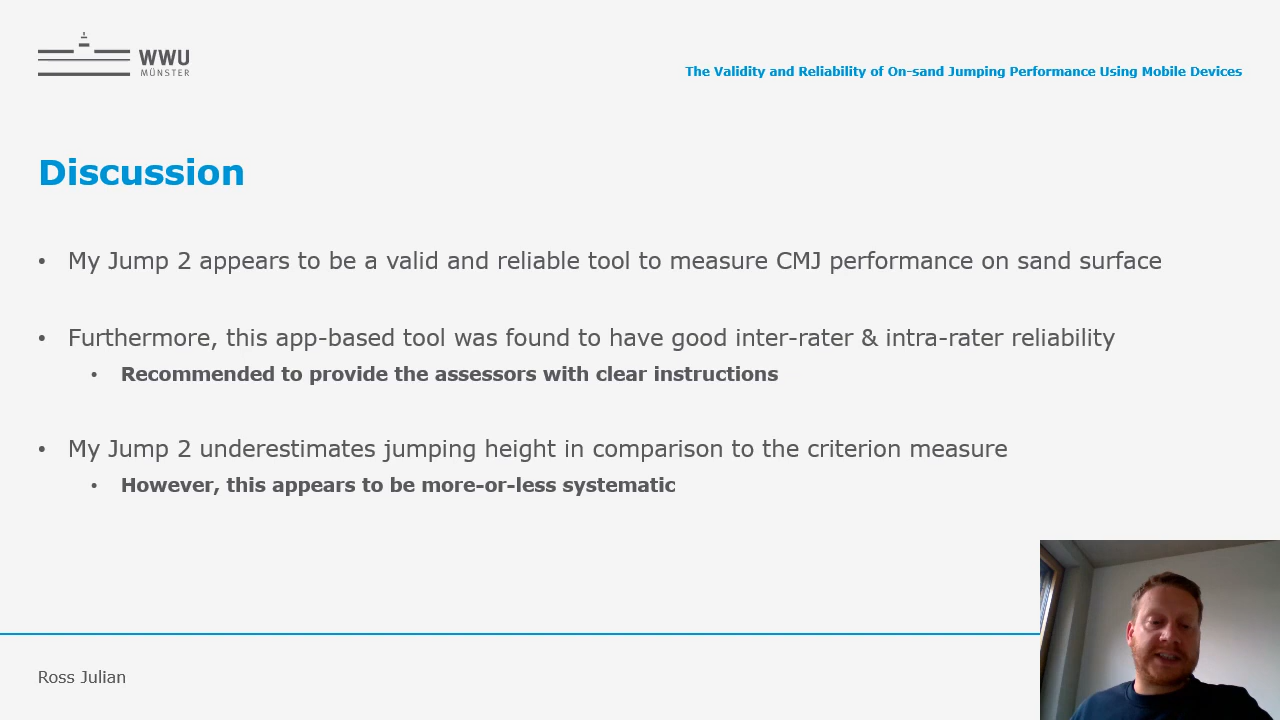 WWU
MÜNSTER
The Validity and Reliability of On-sand Jumping Performance Using Mobile Devices
Discussion
• My Jump 2 appears to be a valid and reliable tool to measure CMJ performance on sand surface
• Furthermore, this app-based tool was found to have good inter-rater & intra-rater reliability
• Recommended to provide the assessors with clear instructions
• My Jump 2 underestimates jumping height in comparison to the criterion measure
• However, this appears to be more-or-less systematic
Ross Julian